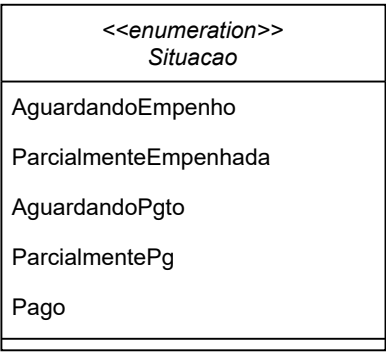 <<enumeration>>
Situacao
AguardandoEmpenho
ParcialmenteEmpenhada
AguardandoPgto
ParcialmentePg
Pago